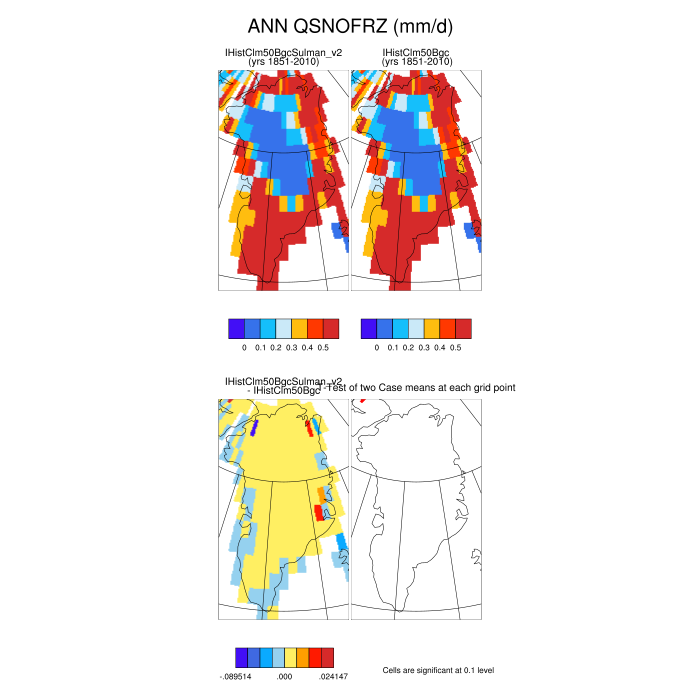 ANN QSNOFRZ (mm/d)
IHistClm50BgcSulman_v2
(yrs 1851-2010)
IHistClm50Bgc
(yrs 1851-2010)
0 0.1 0.2 0.3 0.4 0.5
0 0.1 0.2 0.3 0.4 0.5
IHistClm50BgcSulman_v2
- IHistClm50Bgc
T-Test of two Case means at each grid point
-.089514 .000 .024147
Cells are significant at 0.1 level